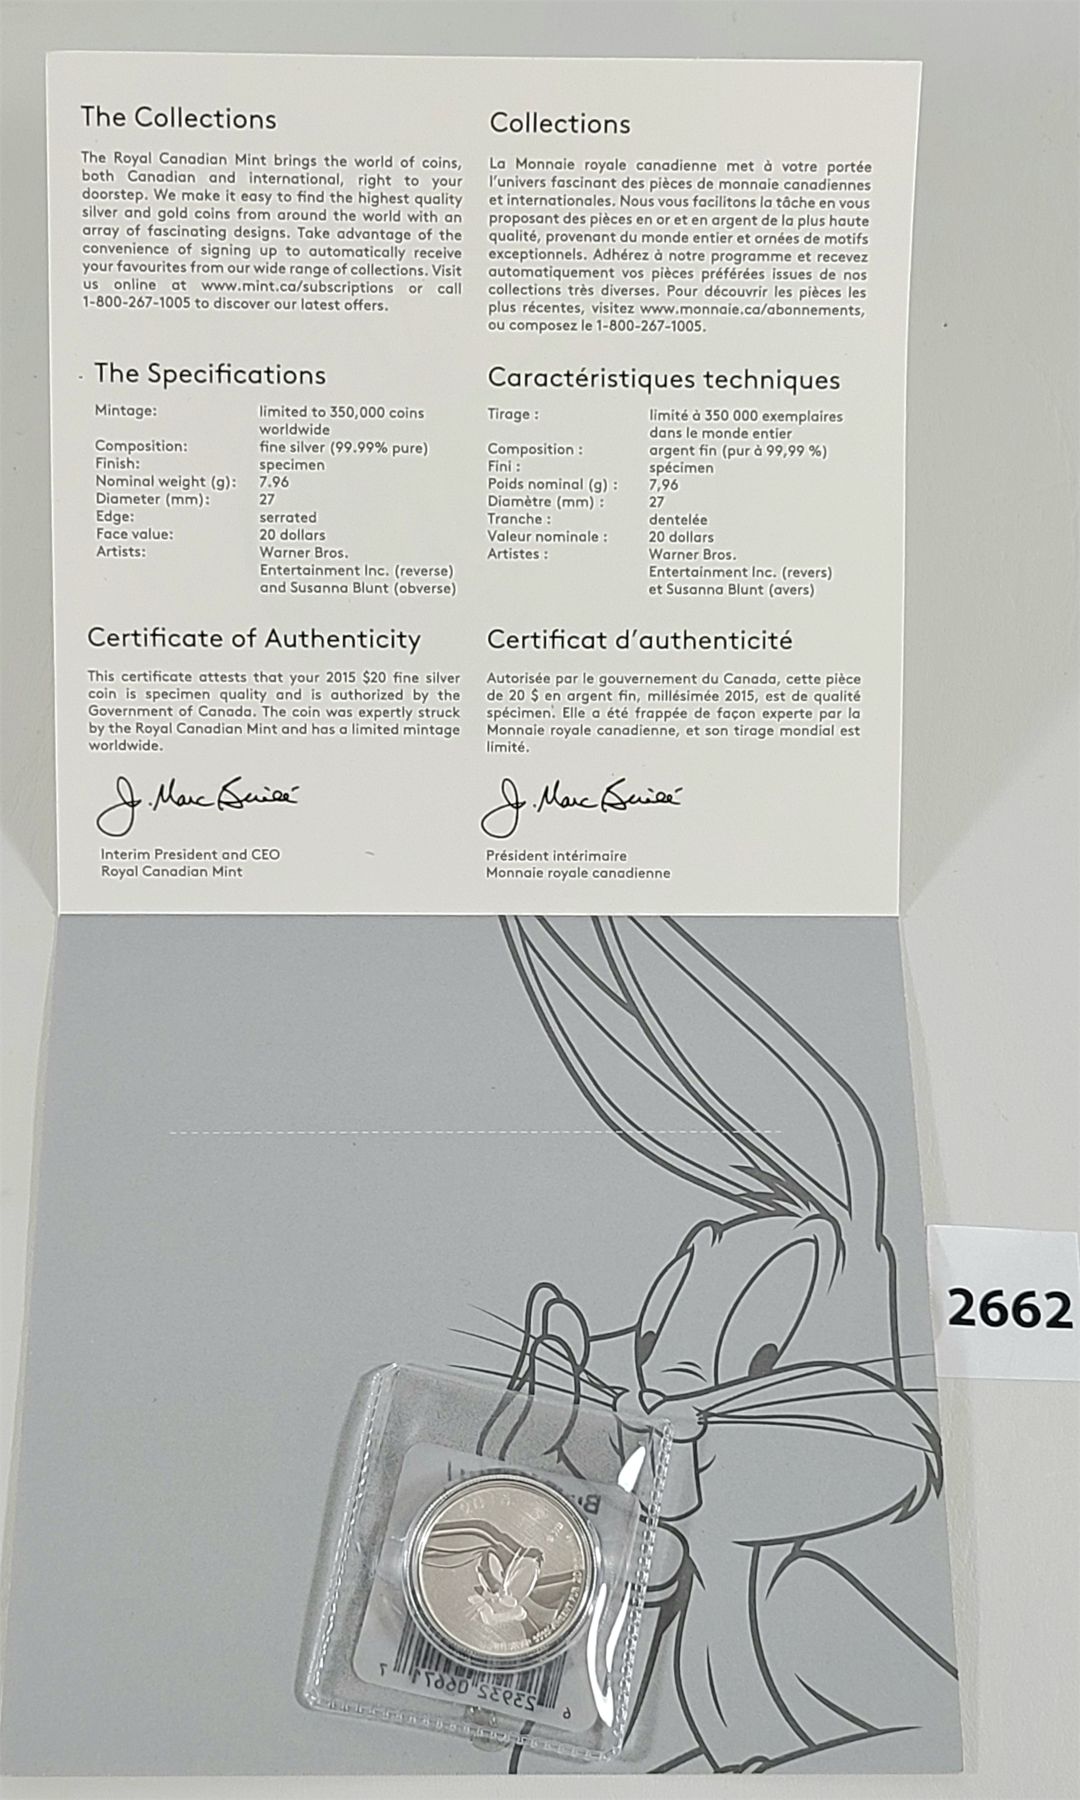 The Collections
The Royal Canadian Mint brings the world of coins,
both Canadian and international, right to your
doorstep. We make it easy to find the highest quality
silver and gold coins from around the world with an
array of fascinating designs. Take advantage of the
convenience of signing up to automatically receive
your favourites from our wide range of collections. Visit
us online at www.mint.ca/subscriptions or call
1-800-267-1005 to discover our latest offers.
Collections
La Monnaie royale canadienne met à votre portée
l'univers fascinant des pièces de monnaie canadiennes
et internationales. Nous vous facilitons la tâche en vous
proposant des pièces en or et en argent de la plus haute
qualité, provenant du monde entier et ornées de motifs
exceptionnels. Adhérez à notre programme et recevez
automatiquement vos pièces préférées issues de nos
collections très diverses. Pour découvrir les pièces les
plus récentes, visitez www.monnaie.ca/abonnements,
ou composez le 1-800-267-1005.
The Specifications
Mintage: limited to 350,000 coins
worldwide
Composition: fine silver (99.99% pure)
Finish: specimen
Nominal weight (g): 7.96
Diameter (mm): 27
Edge: serrated
Face value: 20 dollars
Artists: Warner Bros.
Entertainment Inc. (reverse)
and Susanna Blunt (obverse)
Caractéristiques techniques
Tirage : limité à 350 000 exemplaires
dans le monde entier
Composition : argent fin (pur à 99,99 %)
Fini : spécimen
Poids nominal (g) : 7,96
Diamètre (mm) : 27
Tranche : dentelée
Valeur nominale : 20 dollars
Artistes : Warner Bros.
Entertainment Inc. (revers)
et Susanna Blunt (avers)
Certificate of Authenticity
This certificate attests that your 2015 $20 fine silver
coin is specimen quality and is authorized by the
Government of Canada. The coin was expertly struck
by the Royal Canadian Mint and has a limited mintage
worldwide.
J. Marc Brûlé
Interim President and CEO
Royal Canadian Mint
Certificat d'authenticité
Autorisée par le gouvernement du Canada, cette pièce
de 20 $ en argent fin, millésimée 2015, est de qualité
spécimen. Elle a été frappée de façon experte par la
Monnaie royale canadienne, et son tirage mondial est
limité.
J. Marc Brûlé
Président intérimaire
Monnaie royale canadienne
2662
2015
6 23932 06671 7